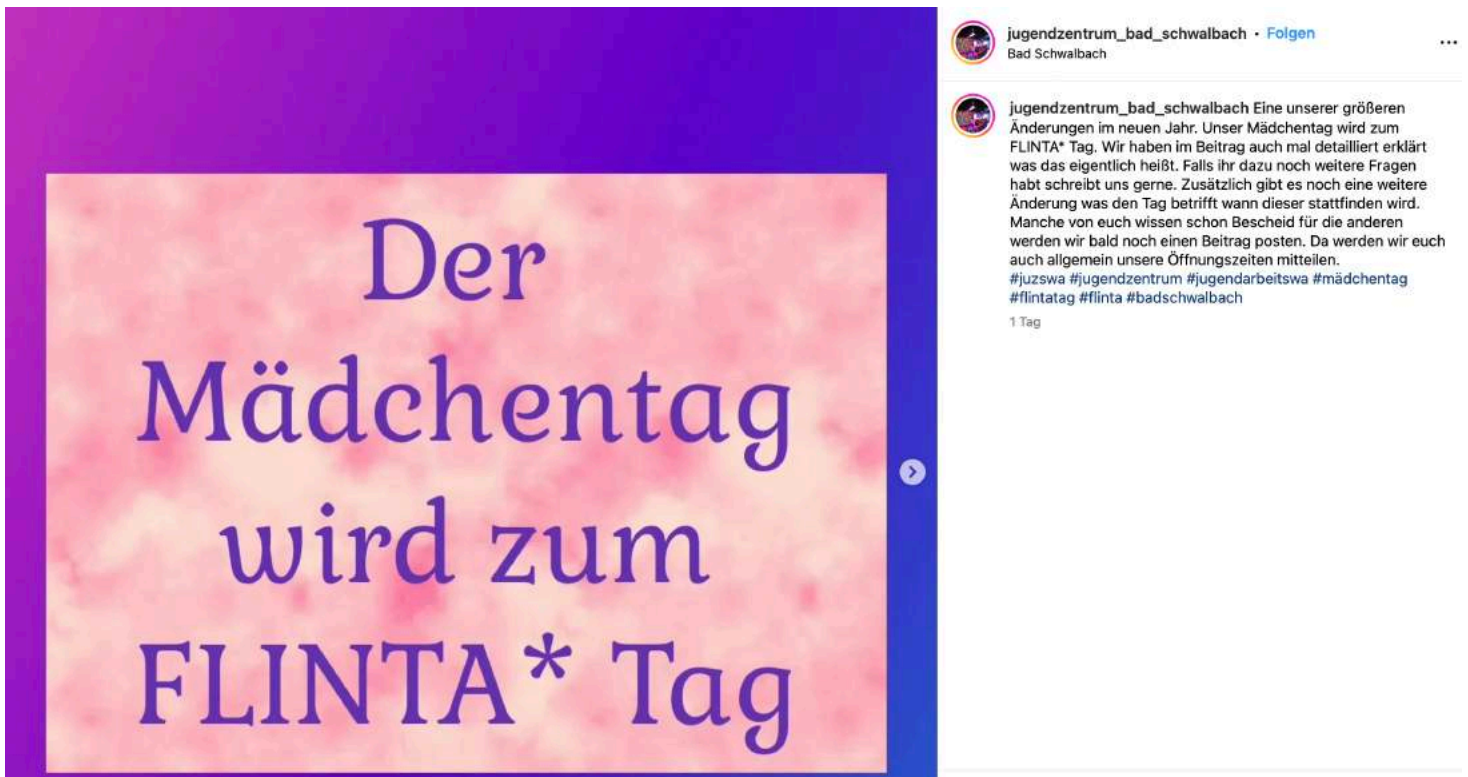 Der
Mädchentag
wird zum
FLINTA* Tag
jugendzentrum_bad_schwalbach • Folgen
Bad Schwalbach
jugendzentrum_bad_schwalbach Eine unserer größeren
Änderungen im neuen Jahr. Unser Mädchentag wird zum
FLINTA* Tag. Wir haben im Beitrag auch mal detailliert erklärt
was das eigentlich heißt. Falls ihr dazu noch weitere Fragen
habt schreibt uns gerne. Zusätzlich gibt es noch eine weitere
Änderung was den Tag betrifft wann dieser stattfinden wird.
Manche von euch wissen schon Bescheid für die anderen
werden wir bald noch einen Beitrag posten. Da werden wir euch
auch allgemein unsere Öffnungszeiten mitteilen.
#juzswa #jugendzentrum #jugendarbeitswa #mädchentag
#flintatag #flinta #badschwalbach
1 Tag